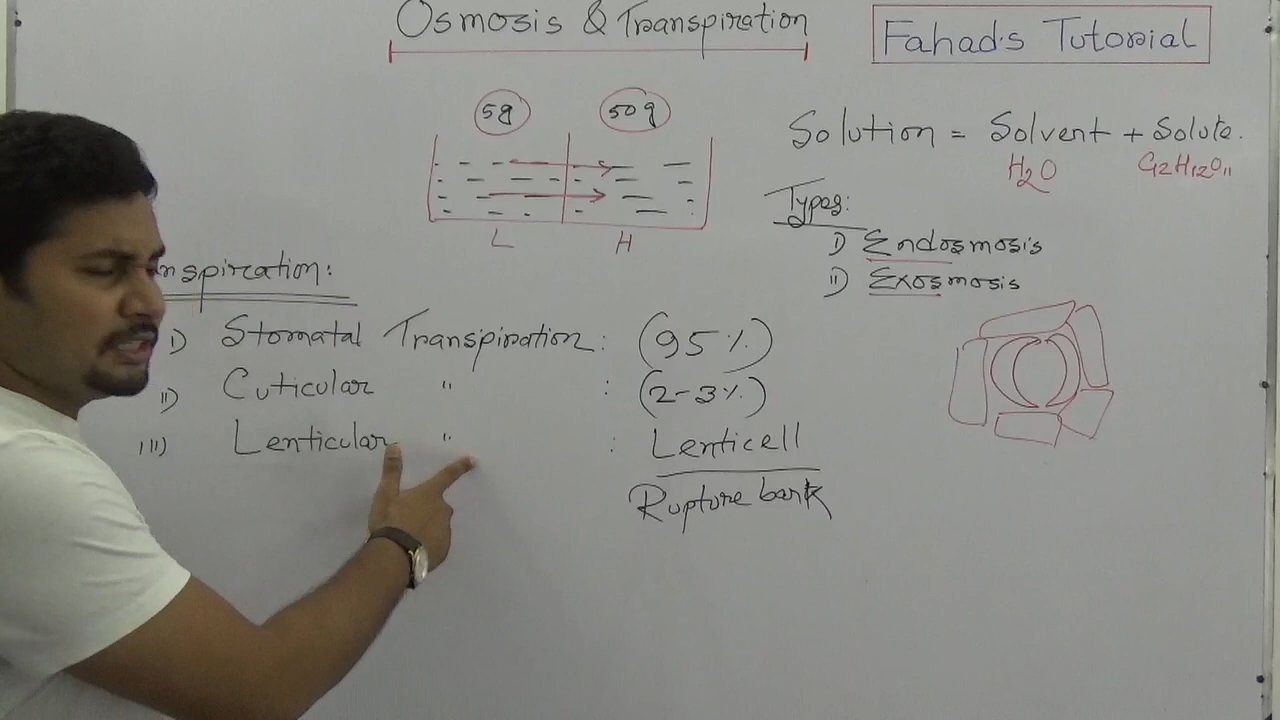 Osmosis & Transpiration
Fahad's Tutorial
5g 50g
L H
Solution = Solvent + Solute.
H2O C12H12O11
Types:
i) Endosmosis
ii) Exosmosis
nspiration:
i) Stomatal Transpiration : (95%)
ii) Cuticular " : (2-3%)
iii) Lenticular " : Lenticell
Rupture bark